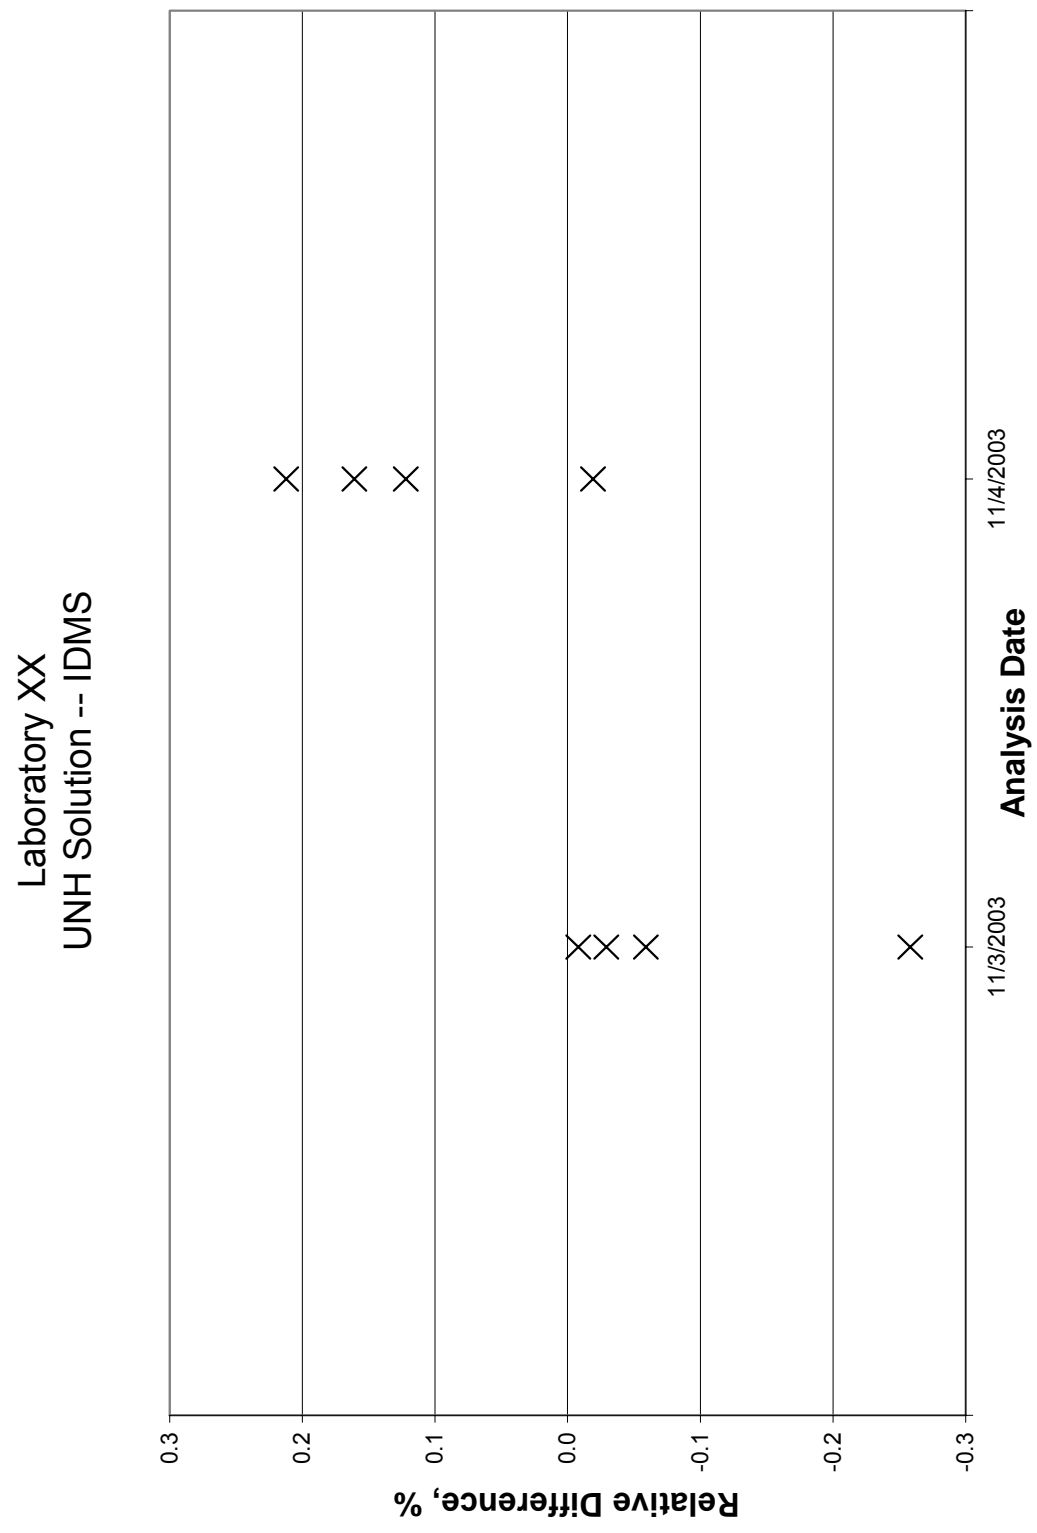 Laboratory XX
UNH Solution -- IDMS
0.3
0.2
0.1
0.0
-0.1
-0.2
-0.3
Relative Difference, %
11/3/2003
11/4/2003
Analysis Date